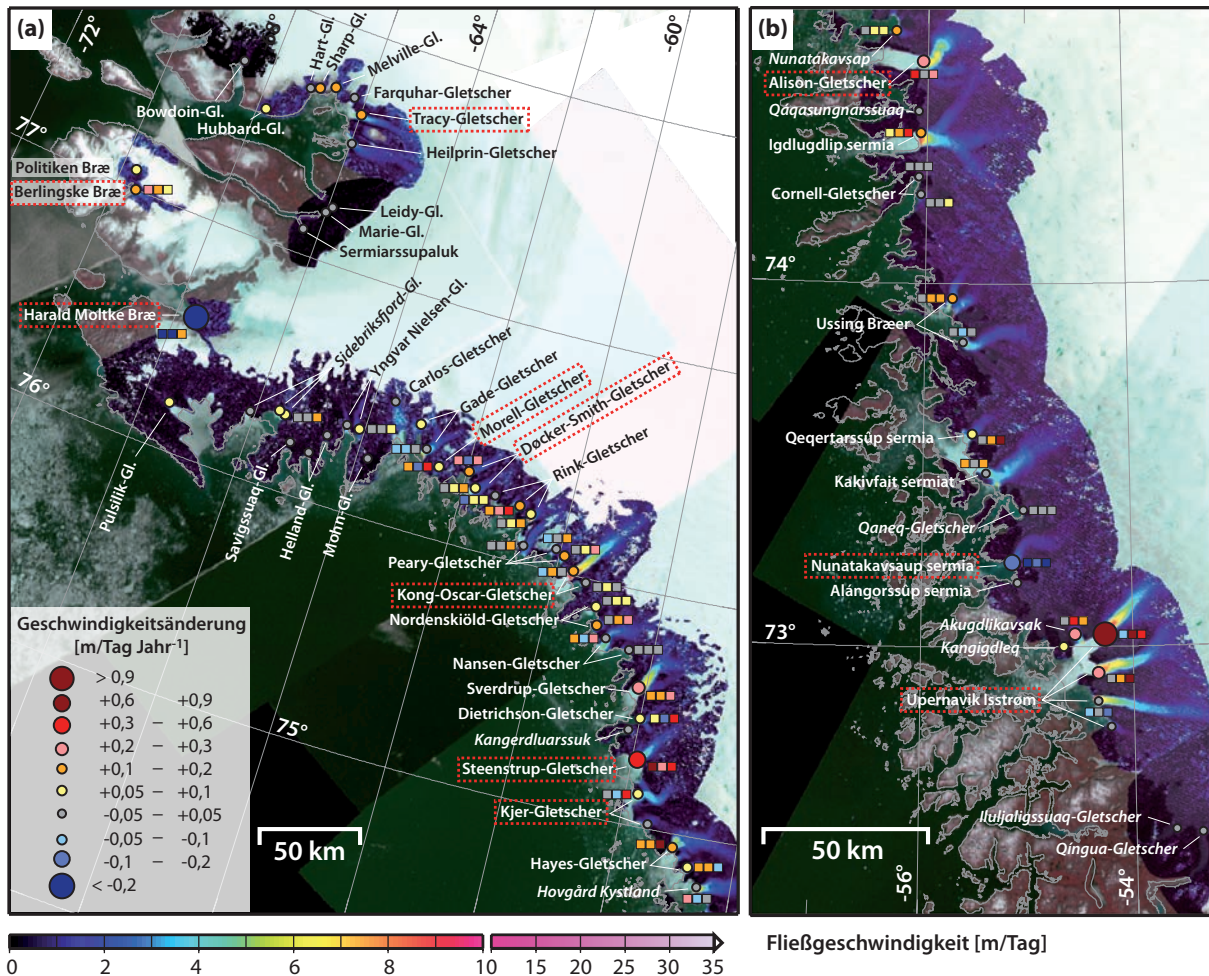 (a)
-72°
-68°
-64°
-60°
Hart-Gl.
Sharp-Gl.
Melville-Gl.
Farquhar-Gletscher
Bowdoin-Gl.
Hubbard-Gl.
Tracy-Gletscher
Heilprin-Gletscher
77°
Politiken Bræ
Berlingske Bræ
Leidy-Gl.
Marie-Gl.
Sermiarssupaluk
Harald Moltke Bræ
76°
Sidebriksfjord-Gl.
Yngvar Nielsen-Gl.
Carlos-Gletscher
Gade-Gletscher
Morell-Gletscher
Døcker-Smith-Gletscher
Rink-Gletscher
Pulsilik-Gl.
Savigssuaq-Gl.
Helland-Gl.
Mohn-Gl.
Peary-Gletscher
Kong-Oscar-Gletscher
Nordenskiöld-Gletscher
Nansen-Gletscher
Sverdrup-Gletscher
Dietrichson-Gletscher
Kangerdluarssuk
75°
Steenstrup-Gletscher
Kjer-Gletscher
Hayes-Gletscher
Hovgård Kystland
Geschwindigkeitsänderung
[m/Tag Jahr⁻¹]
> 0,9
+0,6 +0,9
+0,3 – +0,6
+0,2 – +0,3
+0,1 – +0,2
+0,05 – +0,1
-0,05 – +0,05
-0,05 – -0,1
-0,1 – -0,2
< -0,2
50 km
(b)
Nunatakavsap
Alison-Gletscher
Qaqasungnarssuaq
Igdlugdlip sermia
Cornell-Gletscher
74°
Ussing Bræer
Qeqertarssüp sermia
Kakivfait sermiat
Qaneq-Gletscher
Nunatakavsaup sermia
Alángorssûp sermia
Akugdlikavsak
73°
Kangigdleq
Upernavik Isstrøm
Iluljaligssuaq-Gletscher
Qingua-Gletscher
50 km
-56°
-54°
0 2 4 6 8 10 15 20 25 30 35
Fließgeschwindigkeit [m/Tag]